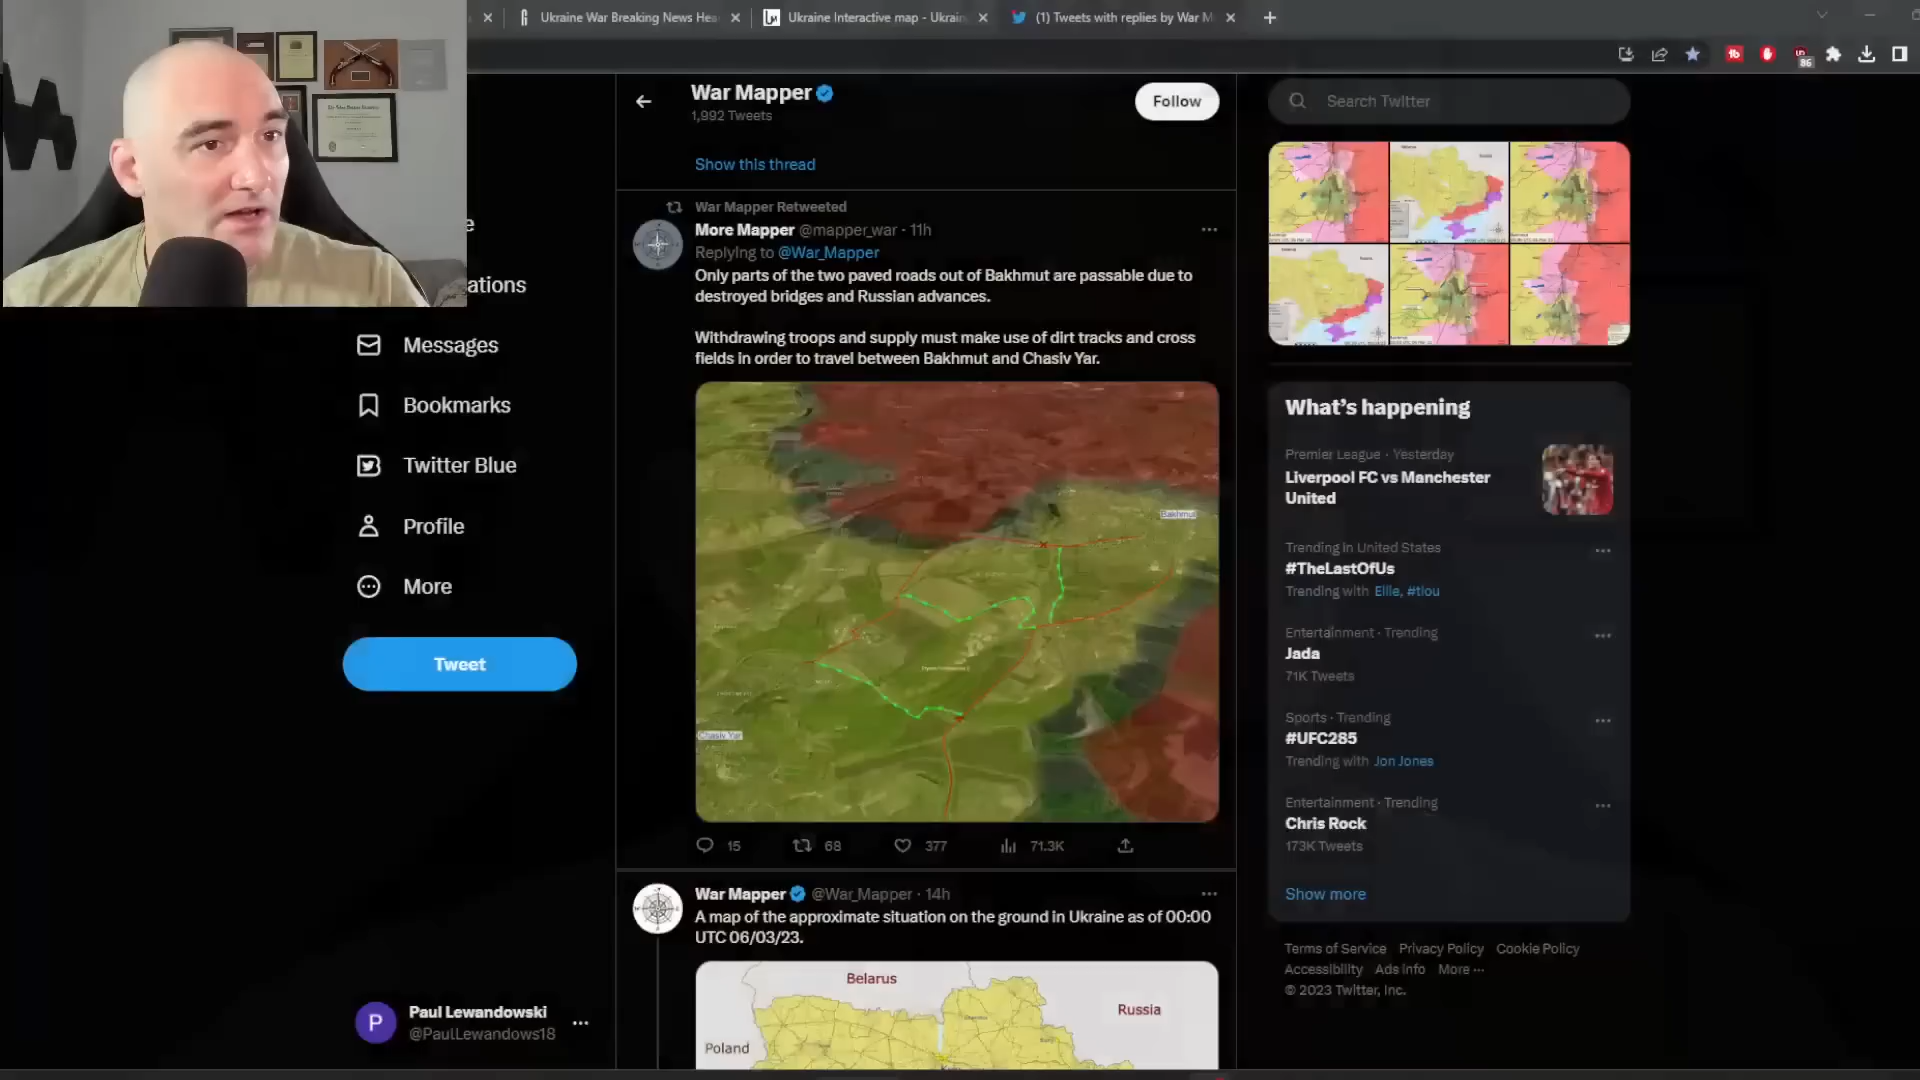 Ukraine War Breaking News Hea
Ukraine Interactive map - Ukrain
(1) Tweets with replies by War M
86
War Mapper
1,992 Tweets
Follow
Search Twitter
Show this thread
War Mapper Retweeted
More Mapper @mapper_war · 11h
Replying to @War_Mapper
Only parts of the two paved roads out of Bakhmut are passable due to
destroyed bridges and Russian advances.
Withdrawing troops and supply must make use of dirt tracks and cross
fields in order to travel between Bakhmut and Chasiv Yar.
Bakhmut
Chasiv Yar
15
68
377
71.3K
War Mapper @War_Mapper · 14h
A map of the approximate situation on the ground in Ukraine as of 00:00
UTC 06/03/23.
Belarus
Russia
Poland
e
ations
Messages
Bookmarks
Twitter Blue
Profile
More
Tweet
P
Paul Lewandowski
@PaulLewandows18
What's happening
Premier League · Yesterday
Liverpool FC vs Manchester
United
Trending in United States
#TheLastOfUs
Trending with Ellie, #tlou
Entertainment · Trending
Jada
71K Tweets
Sports · Trending
#UFC285
Trending with Jon Jones
Entertainment · Trending
Chris Rock
173K Tweets
Show more
Terms of Service Privacy Policy Cookie Policy
Accessibility Ads info More ···
© 2023 Twitter, Inc.